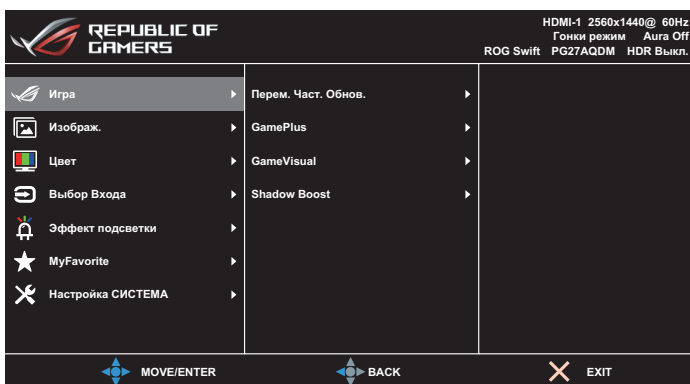 REPUBLIC OF
GAMERS
HDMI-1 2560x1440@ 60Hz
Гонки режим Aura Off
ROG Swift PG27AQDM HDR Выкл.
Игра
Изображ.
Цвет
Выбор Входа
Эффект подсветки
MyFavorite
Настройка СИСТЕМА
Перем. Част. Обнов.
GamePlus
GameVisual
Shadow Boost
MOVE/ENTER
BACK
EXIT